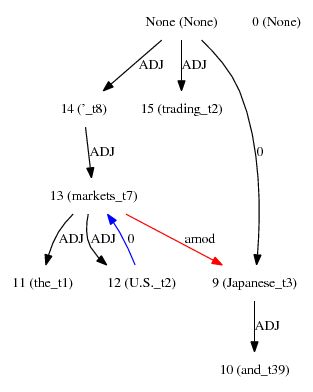 None (None) 0 (None)
ADJ ADJ
14 ('_t8) 15 (trading_t2)
ADJ 0
13 (markets_t7)
ADJ ADJ 0 amod
11 (the_t1) 12 (U.S._t2) 9 (Japanese_t3)
ADJ
10 (and_t39)